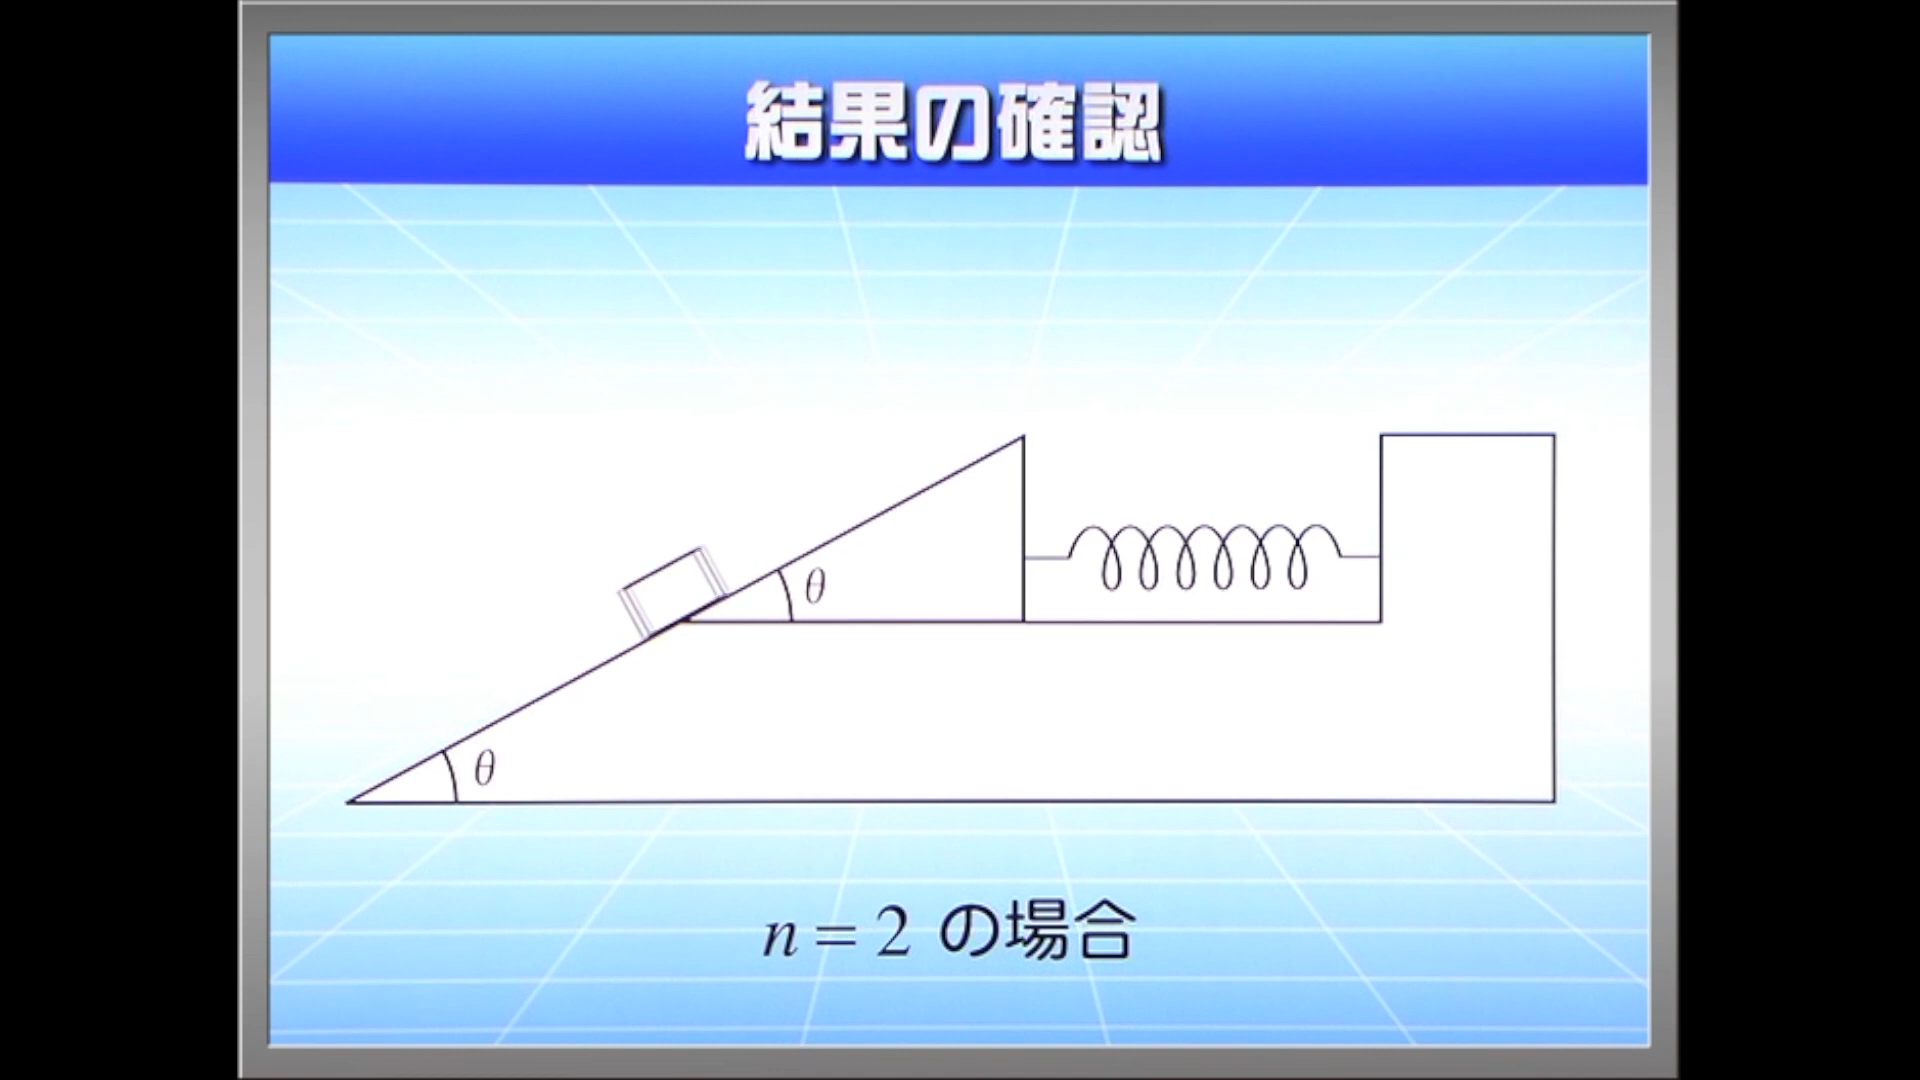 結果の確認
θ
θ
n = 2 の場合